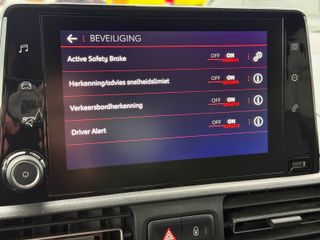 BEVEILIGING
Active Safety Brake OFF ON
Herkenning/advies snelheidslimiet OFF ON
Verkeersbordherkenning OFF ON
Driver Alert OFF ON